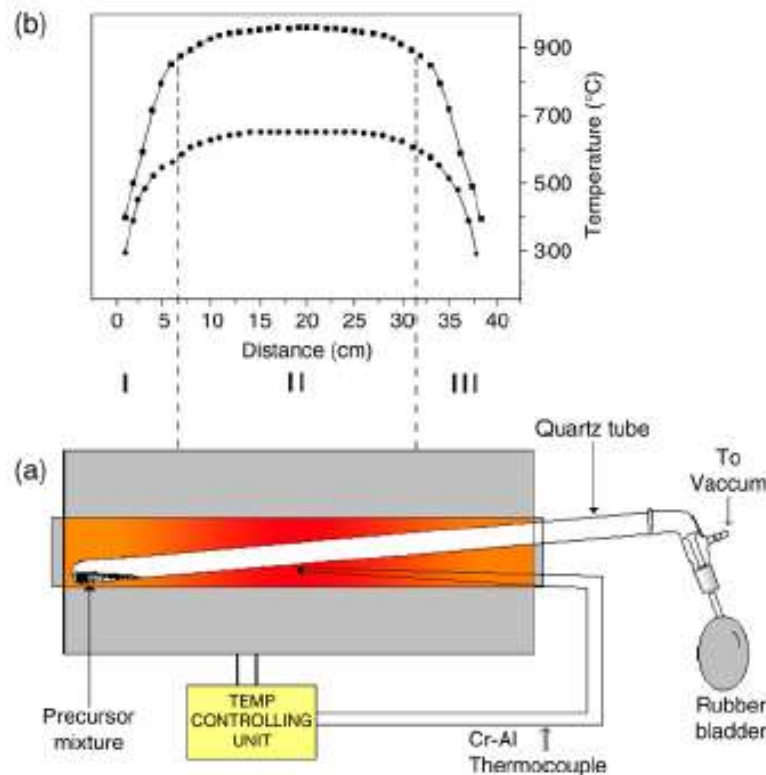 (b)
900
700
500
300
Temperature (°C)
0 5 10 15 20 25 30 35 40
Distance (cm)
I II III
(a)
Quartz tube
To
Vaccum
Precursor
mixture
TEMP
CONTROLLING
UNIT
Cr-Al
Thermocouple
Rubber
bladder